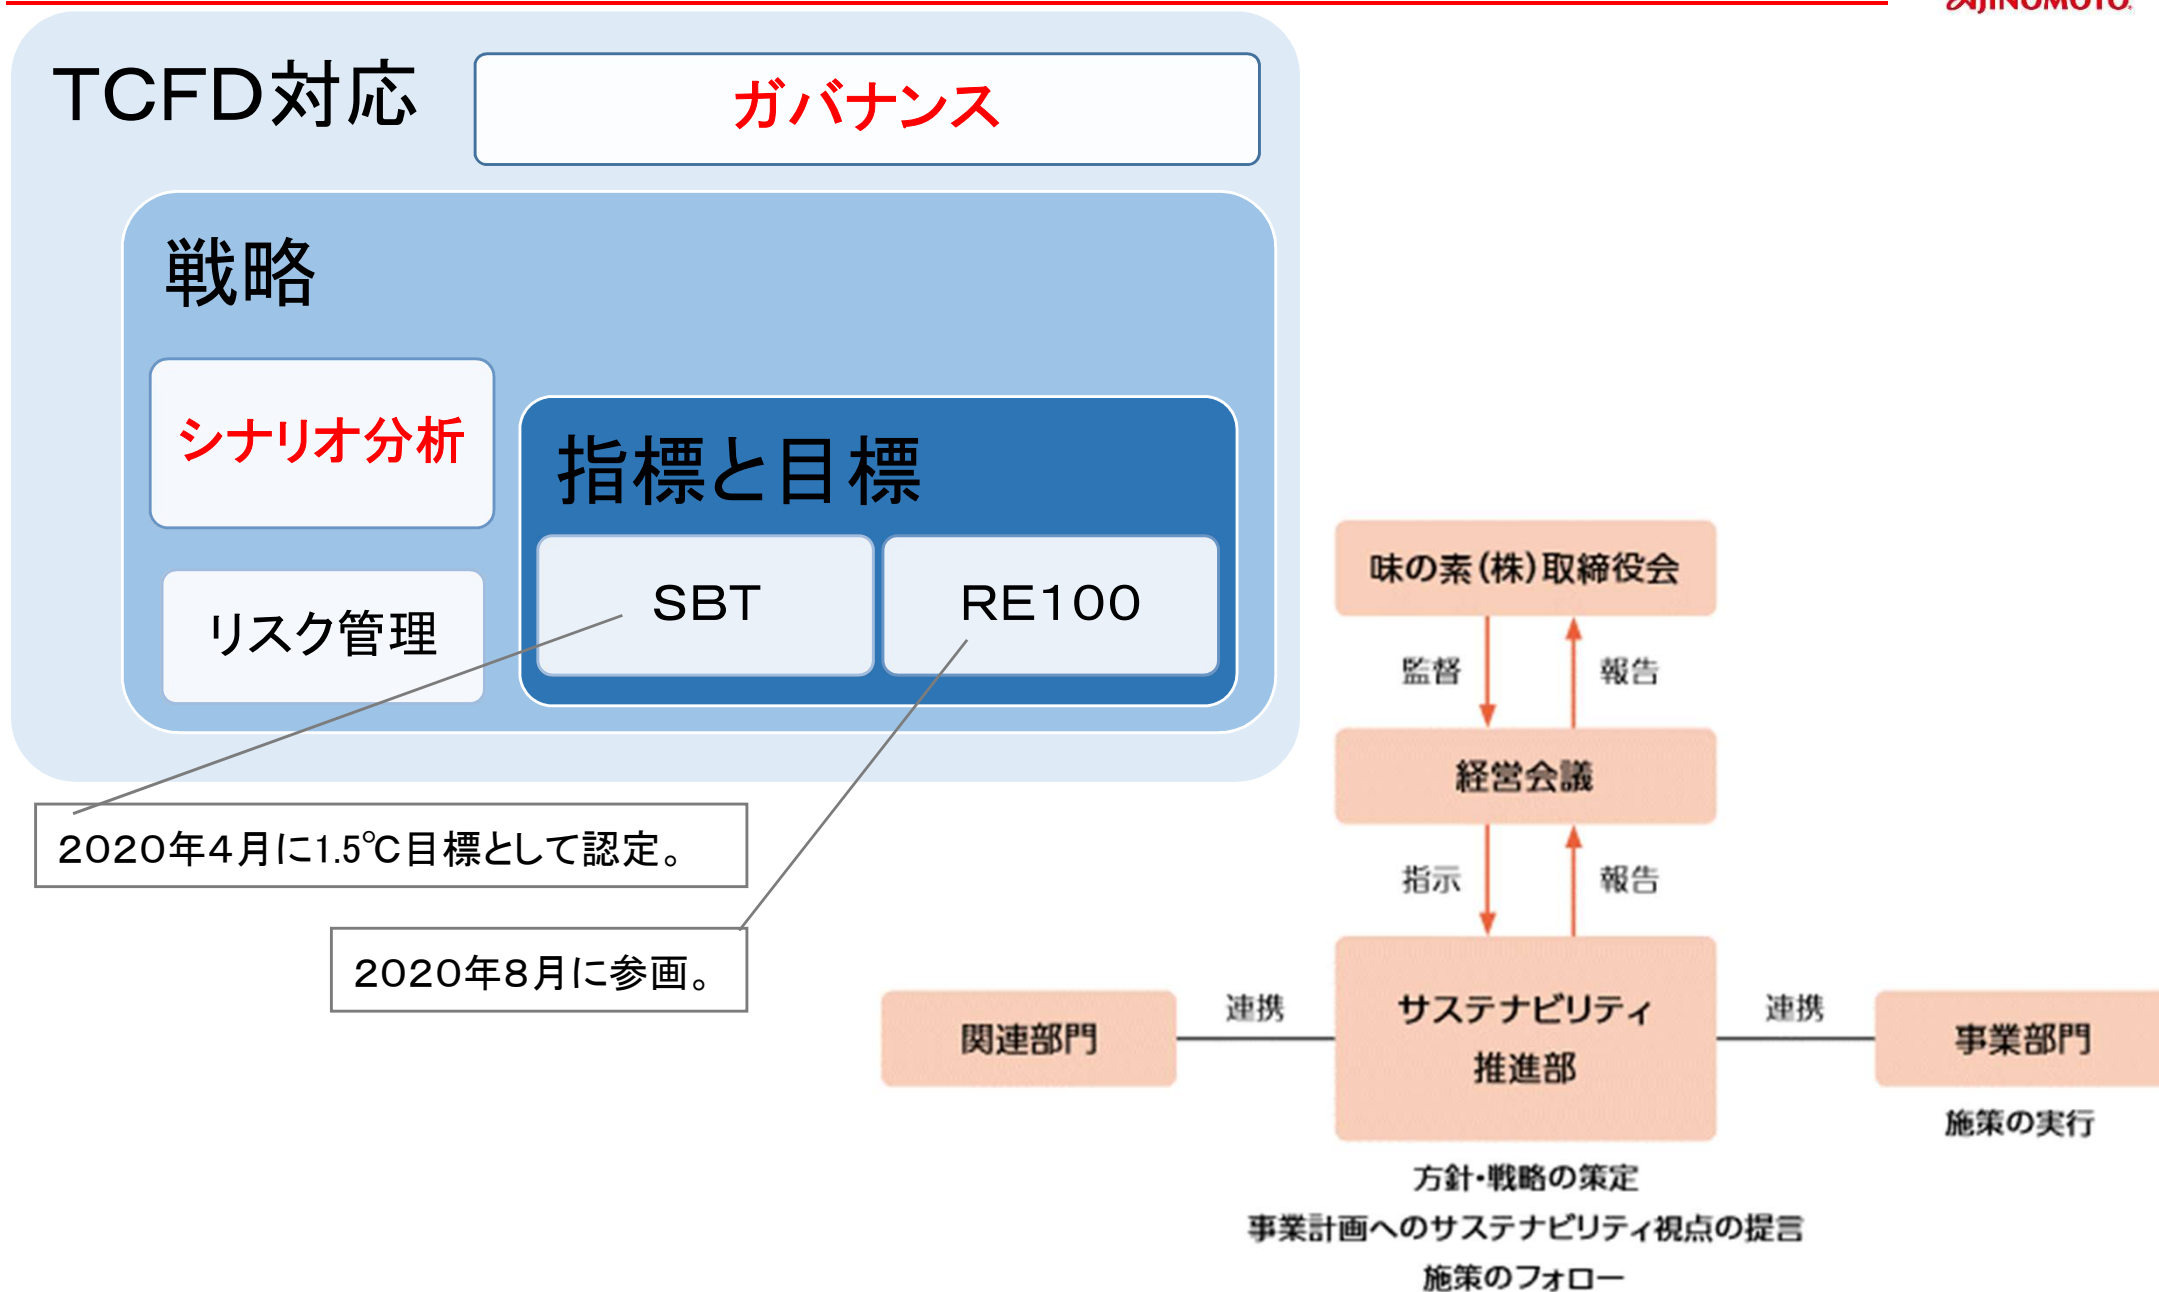 AJINOMOTO
TCFD対応
ガバナンス
戦略
シナリオ分析
指標と目標
リスク管理
SBT
RE100
2020年4月に1.5℃目標として認定。
2020年8月に参画。
味の素(株)取締役会
監督
報告
経営会議
指示
報告
関連部門
連携
サステナビリティ
推進部
連携
事業部門
施策の実行
方針・戦略の策定
事業計画へのサステナビリティ視点の提言
施策のフォロー